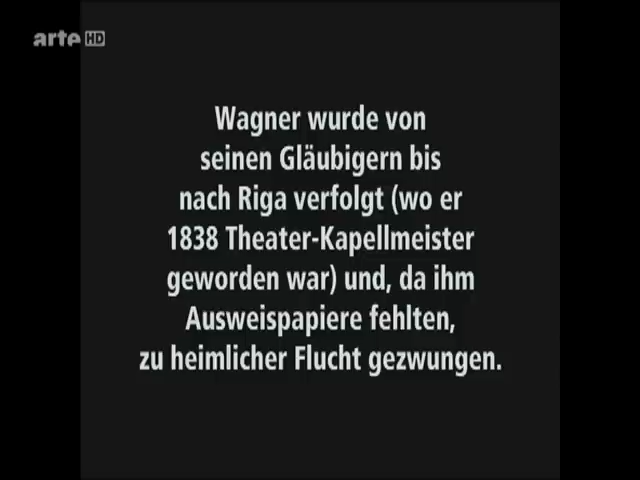 arte HD
Wagner wurde von
seinen Gläubigern bis
nach Riga verfolgt (wo er
1838 Theater-Kapellmeister
geworden war) und, da ihm
Ausweispapiere fehlten,
zu heimlicher Flucht gezwungen.